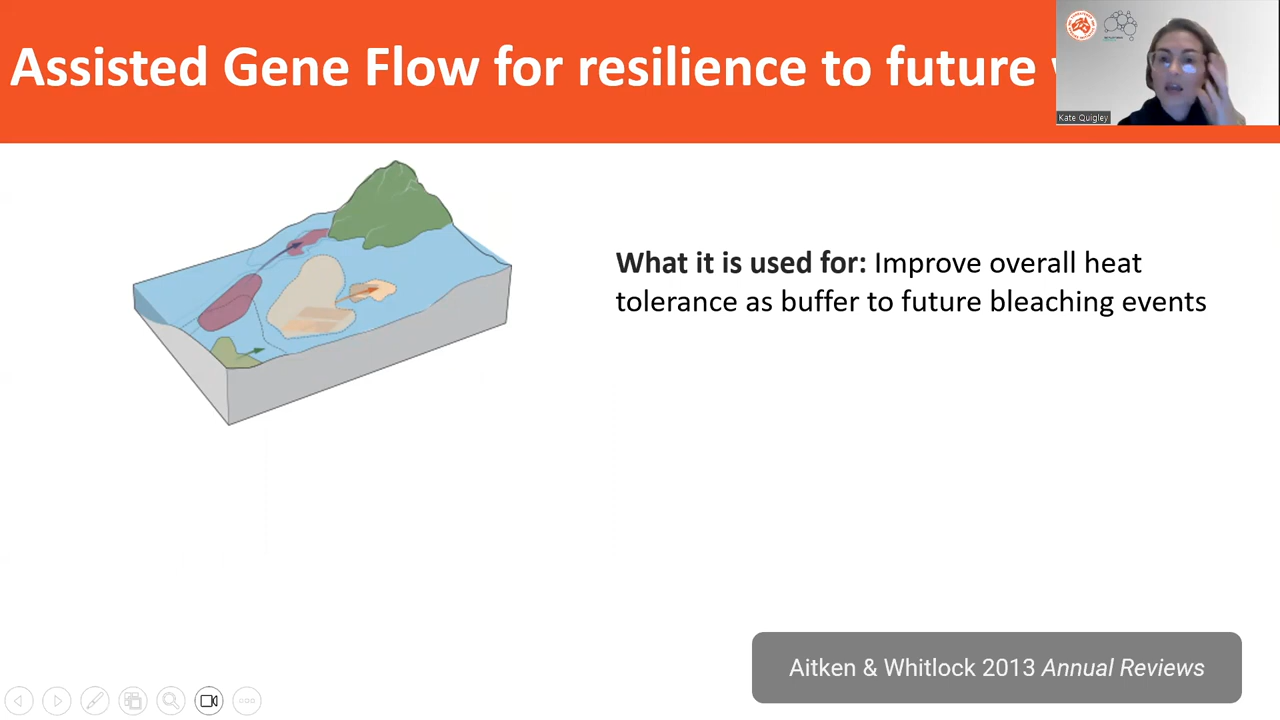 Assisted Gene Flow for resilience to future
Kate Quigley
What it is used for: Improve overall heat
tolerance as buffer to future bleaching events
Aitken & Whitlock 2013 Annual Reviews